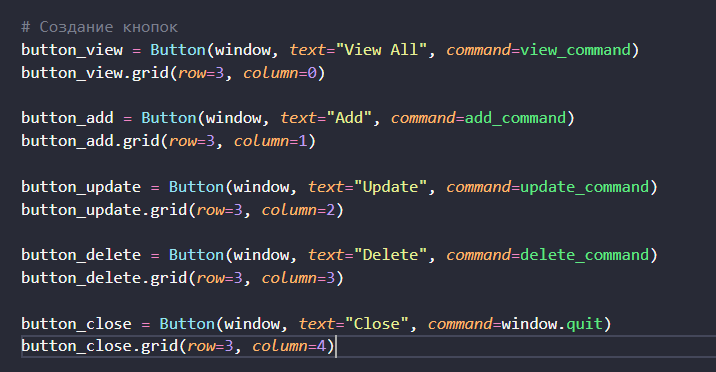 # Создание кнопок
button_view = Button(window, text="View All", command=view_command)
button_view.grid(row=3, column=0)
button_add = Button(window, text="Add", command=add_command)
button_add.grid(row=3, column=1)
button_update = Button(window, text="Update", command=update_command)
button_update.grid(row=3, column=2)
button_delete = Button(window, text="Delete", command=delete_command)
button_delete.grid(row=3, column=3)
button_close = Button(window, text="Close", command=window.quit)
button_close.grid(row=3, column=4)